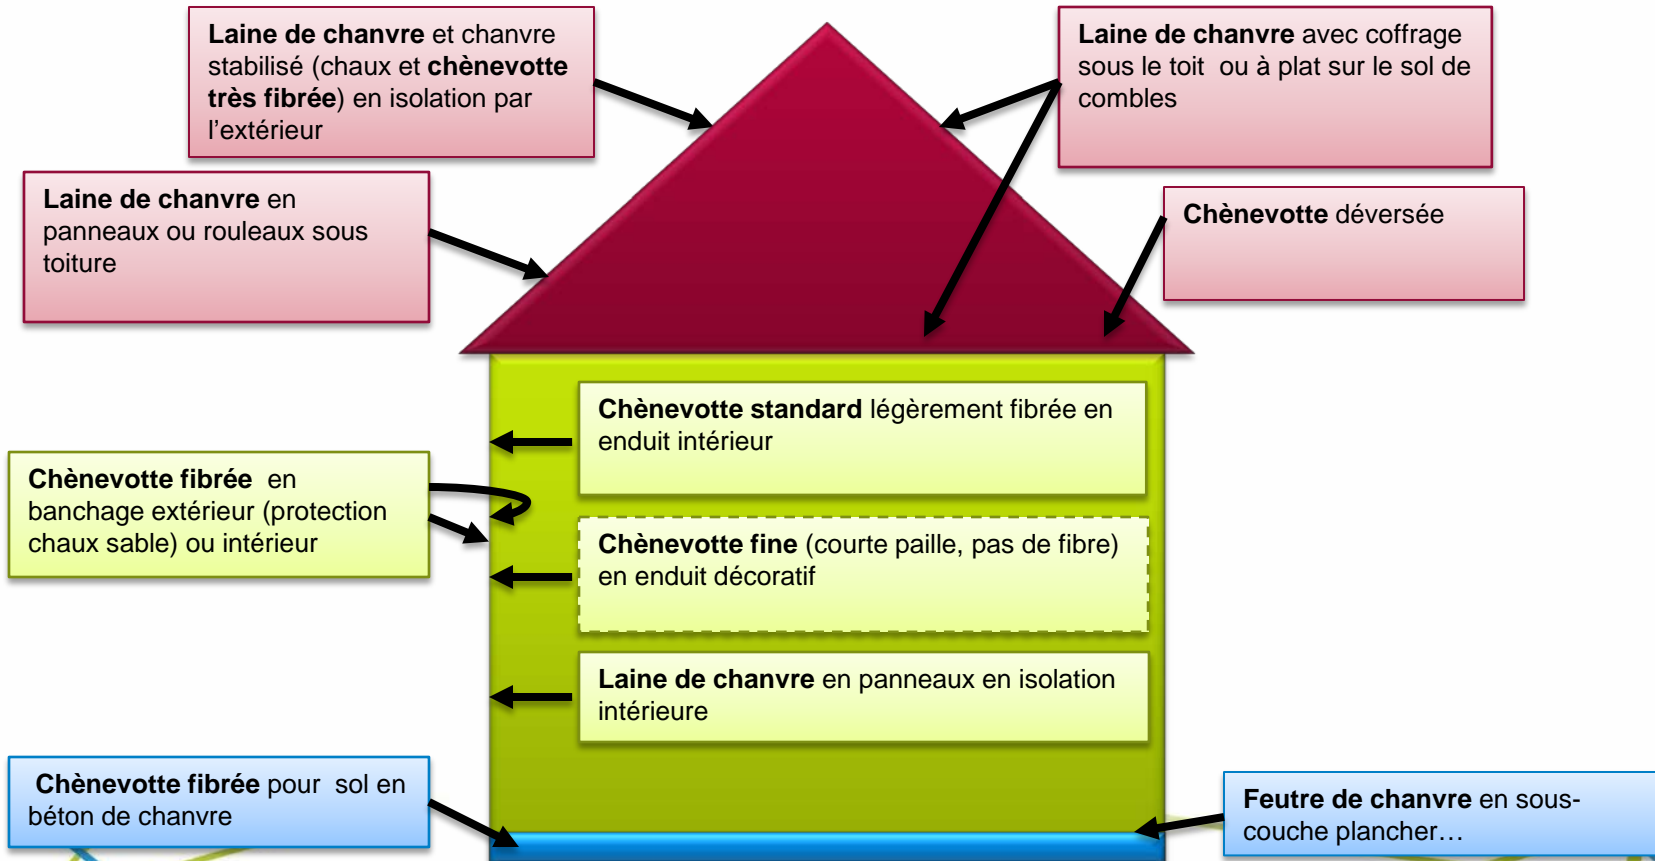 Laine de chanvre et chanvre
stabilisé (chaux et chènevotte
très fibrée) en isolation par
l’extérieur
Laine de chanvre avec coffrage
sous le toit ou à plat sur le sol de
combles
Laine de chanvre en
panneaux ou rouleaux sous
toiture
Chènevotte déversée
Chènevotte standard légèrement fibrée en
enduit intérieur
Chènevotte fibrée en
banchage extérieur (protection
chaux sable) ou intérieur
Chènevotte fine (courte paille, pas de fibre)
en enduit décoratif
Laine de chanvre en panneaux en isolation
intérieure
Chènevotte fibrée pour sol en
béton de chanvre
Feutre de chanvre en sous-
couche plancher…